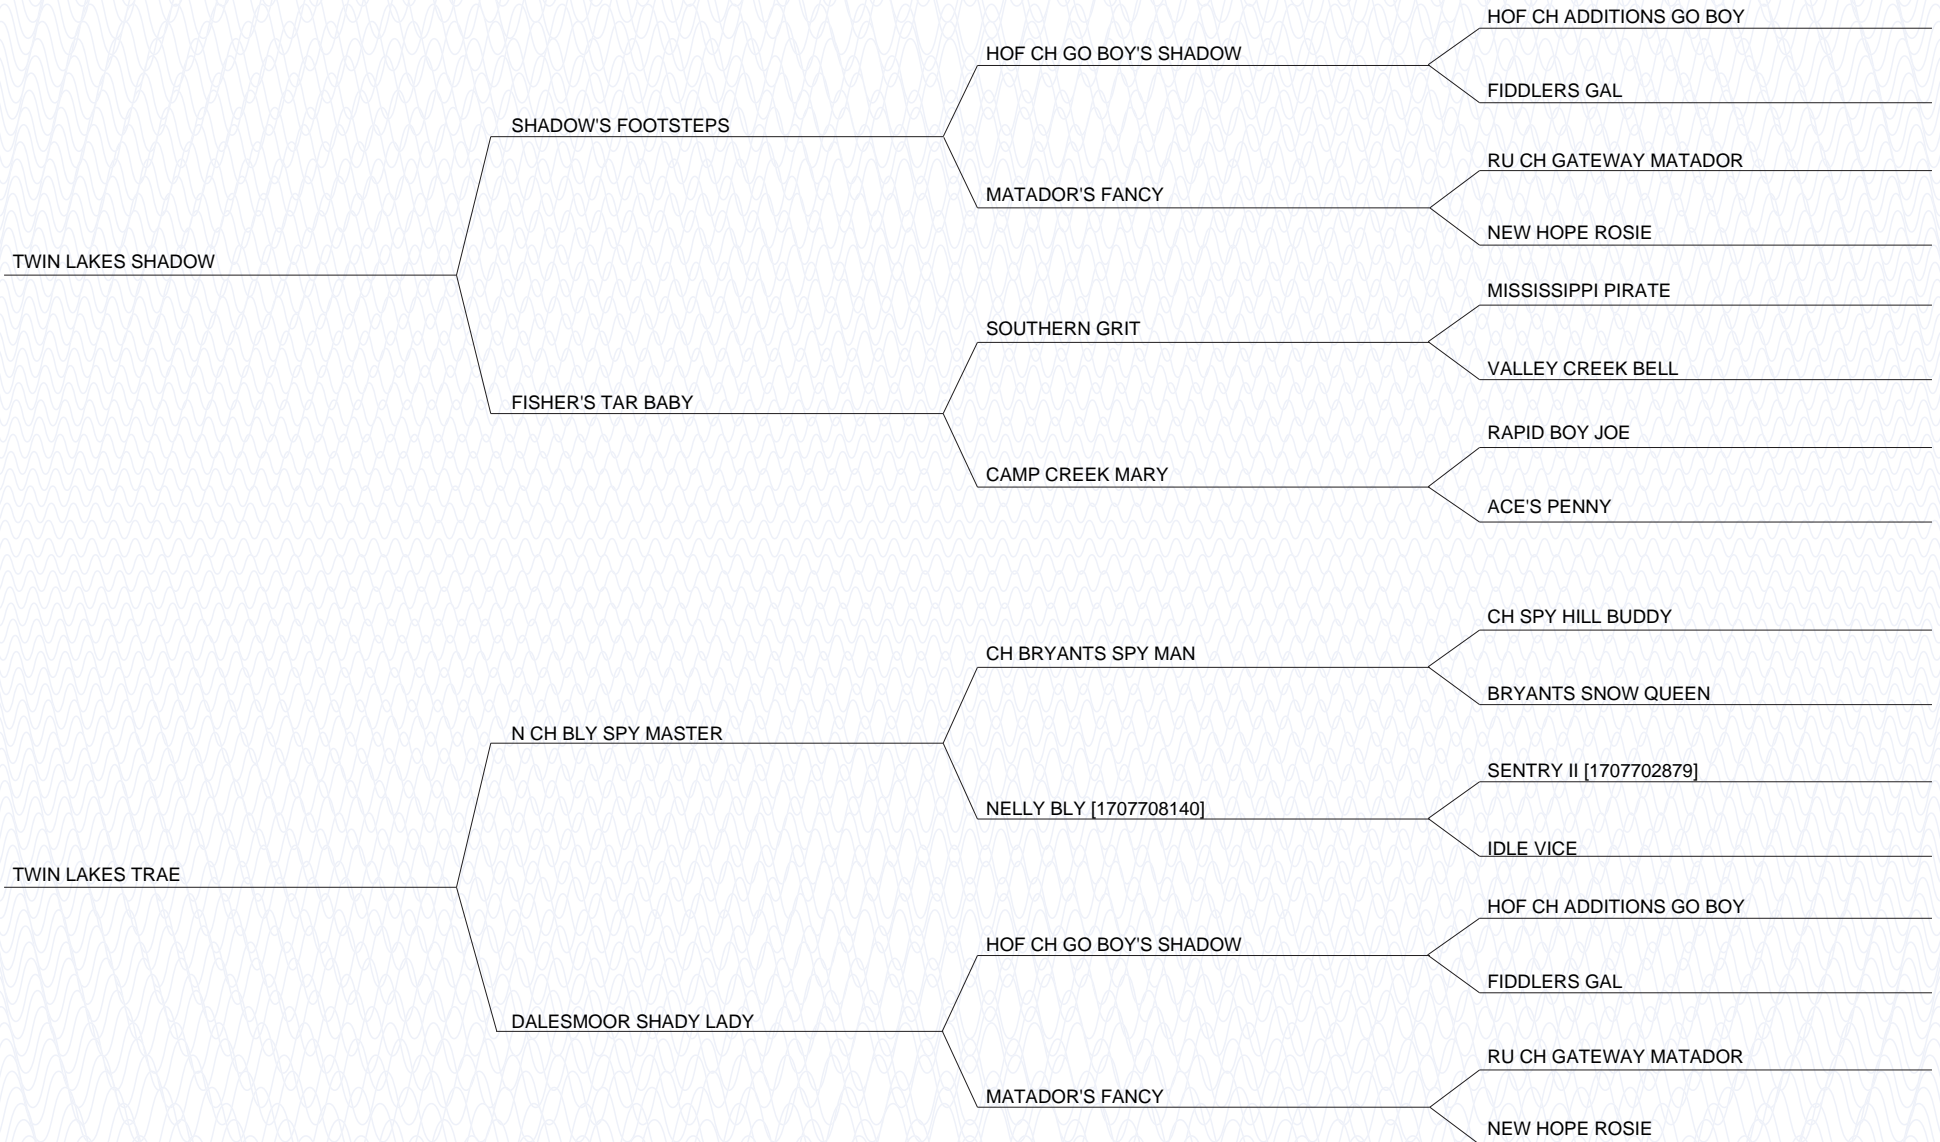 HOF CH ADDITIONS GO BOY
HOF CH GO BOY'S SHADOW
FIDDLERS GAL
SHADOW'S FOOTSTEPS
RU CH GATEWAY MATADOR
MATADOR'S FANCY
NEW HOPE ROSIE
TWIN LAKES SHADOW
MISSISSIPPI PIRATE
SOUTHERN GRIT
VALLEY CREEK BELL
FISHER'S TAR BABY
RAPID BOY JOE
CAMP CREEK MARY
ACE'S PENNY
CH SPY HILL BUDDY
CH BRYANTS SPY MAN
BRYANTS SNOW QUEEN
N CH BLY SPY MASTER
SENTRY II [1707702879]
NELLY BLY [1707708140]
IDLE VICE
TWIN LAKES TRAE
HOF CH ADDITIONS GO BOY
HOF CH GO BOY'S SHADOW
FIDDLERS GAL
DALESMOOR SHADY LADY
RU CH GATEWAY MATADOR
MATADOR'S FANCY
NEW HOPE ROSIE